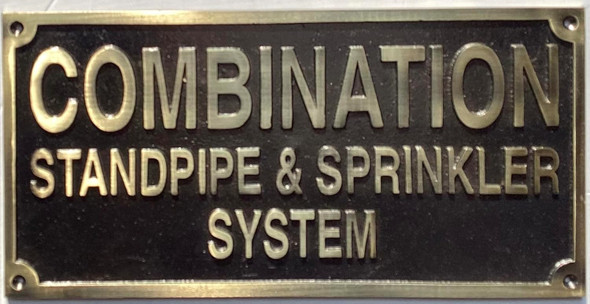 COMBINATION
STANDPIPE & SPRINKLER
SYSTEM